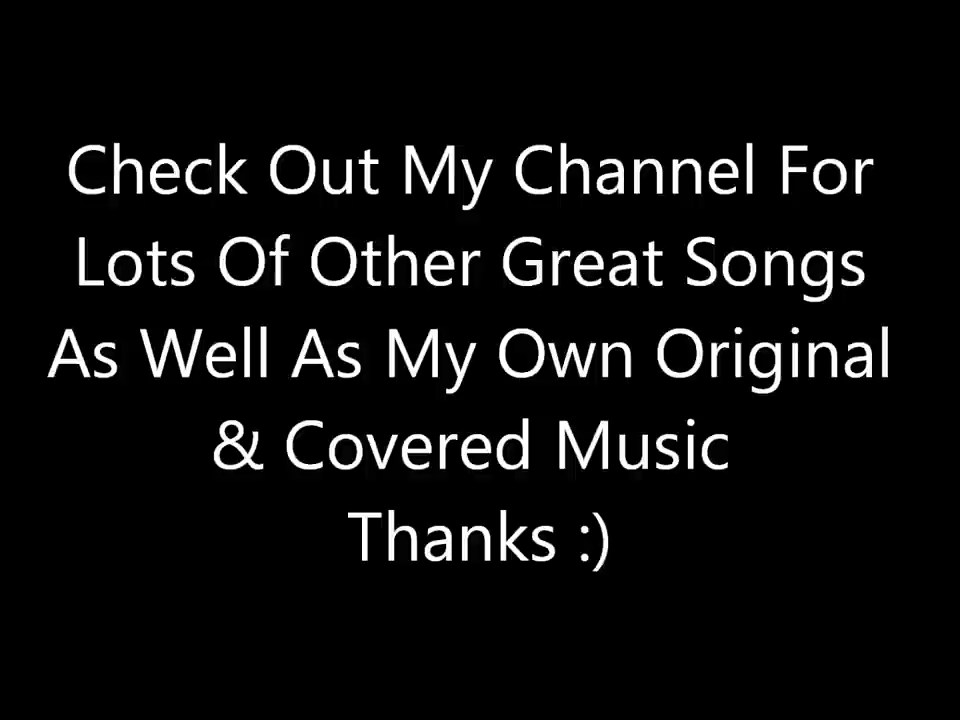 Check Out My Channel For
Lots Of Other Great Songs
As Well As My Own Original
& Covered Music
Thanks :)